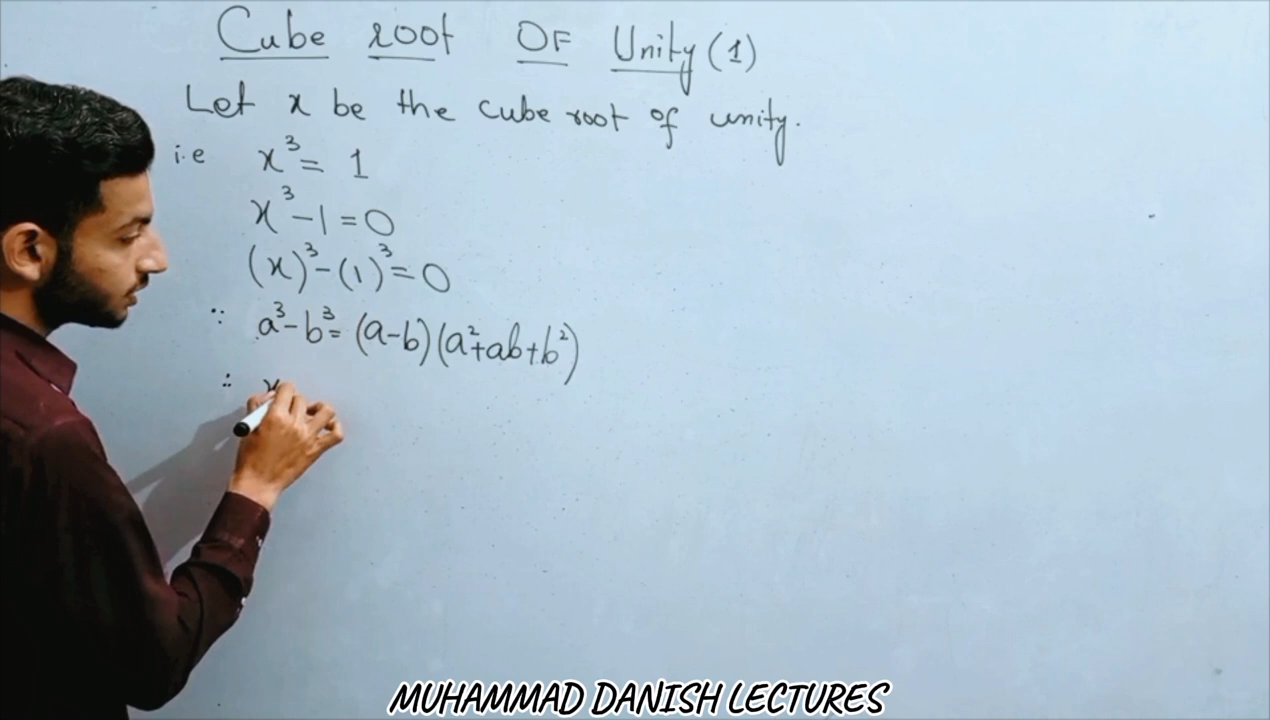 Cube root OF Unity (1)
Let x be the cube root of unity.
i.e x³ = 1
x³ - 1 = 0
(x)³ - (1)³ = 0
∵ a³ - b³ = (a-b)(a²+ab+b²)
∴ x
MUHAMMAD DANISH LECTURES